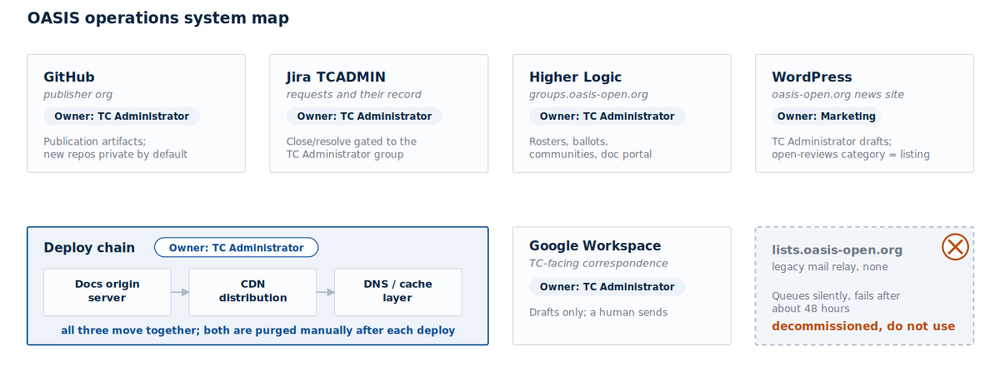 OASIS operations system map
GitHub
publisher org
Owner: TC Administrator
Publication artifacts;
new repos private by default
Jira TCADMIN
requests and their record
Owner: TC Administrator
Close/resolve gated to the
TC Administrator group
Higher Logic
groups.oasis-open.org
Owner: TC Administrator
Rosters, ballots,
communities, doc portal
WordPress
oasis-open.org news site
Owner: Marketing
TC Administrator drafts;
open-reviews category = listing
Deploy chain
Owner: TC Administrator
Docs origin
server
CDN
distribution
DNS / cache
layer
all three move together; both are purged manually after each deploy
Google Workspace
TC-facing correspondence
Owner: TC Administrator
Drafts only; a human sends
lists.oasis-open.org
legacy mail relay, none
Queues silently, fails after
about 48 hours
decommissioned, do not use